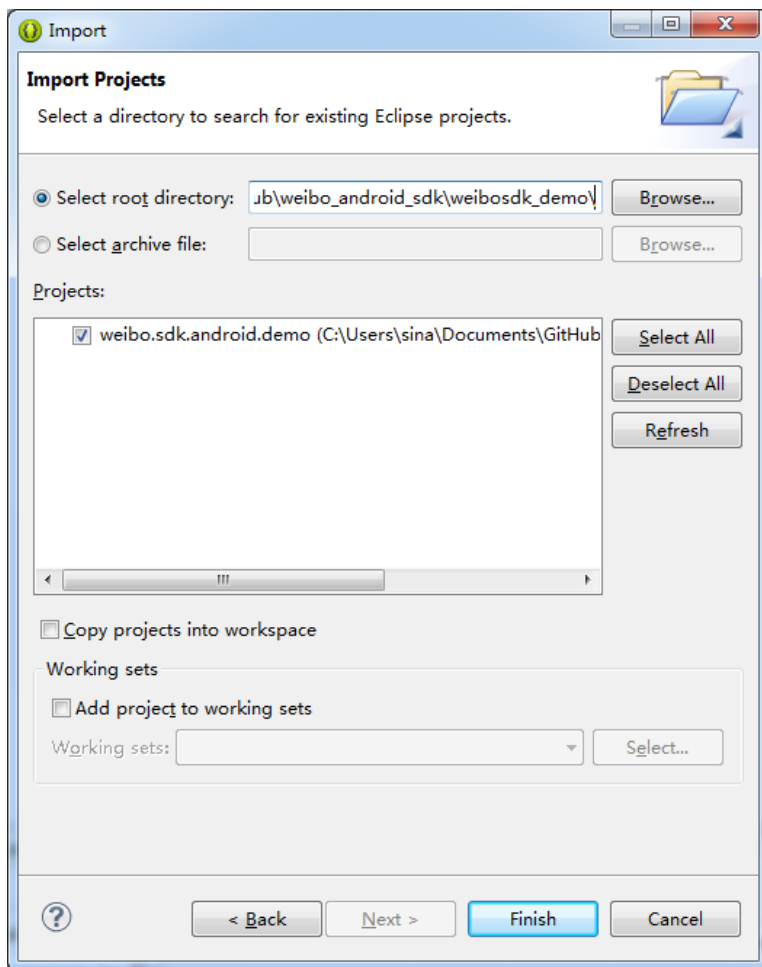 Import
Import Projects
Select a directory to search for existing Eclipse projects.
Select root directory: ub\weibo_android_sdk\weibosdk_demo\ Browse...
Select archive file: Browse...
Projects:
weibo.sdk.android.demo (C:\Users\sina\Documents\GitHub
Select All
Deselect All
Refresh
Copy projects into workspace
Working sets
Add project to working sets
Working sets: Select...
? < Back Next > Finish Cancel